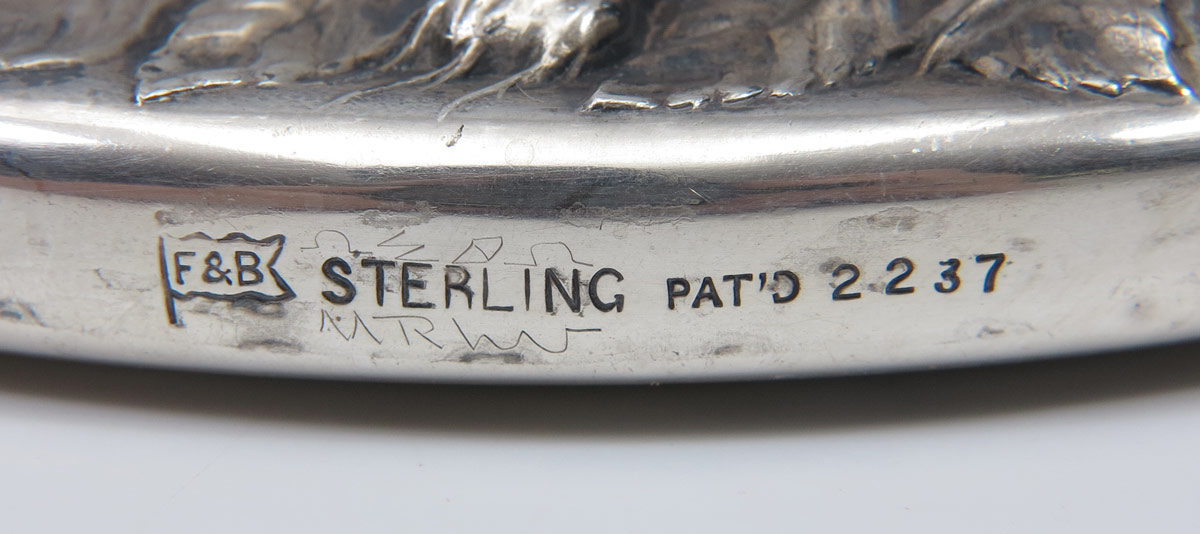 F&B STERLING PAT'D 2237